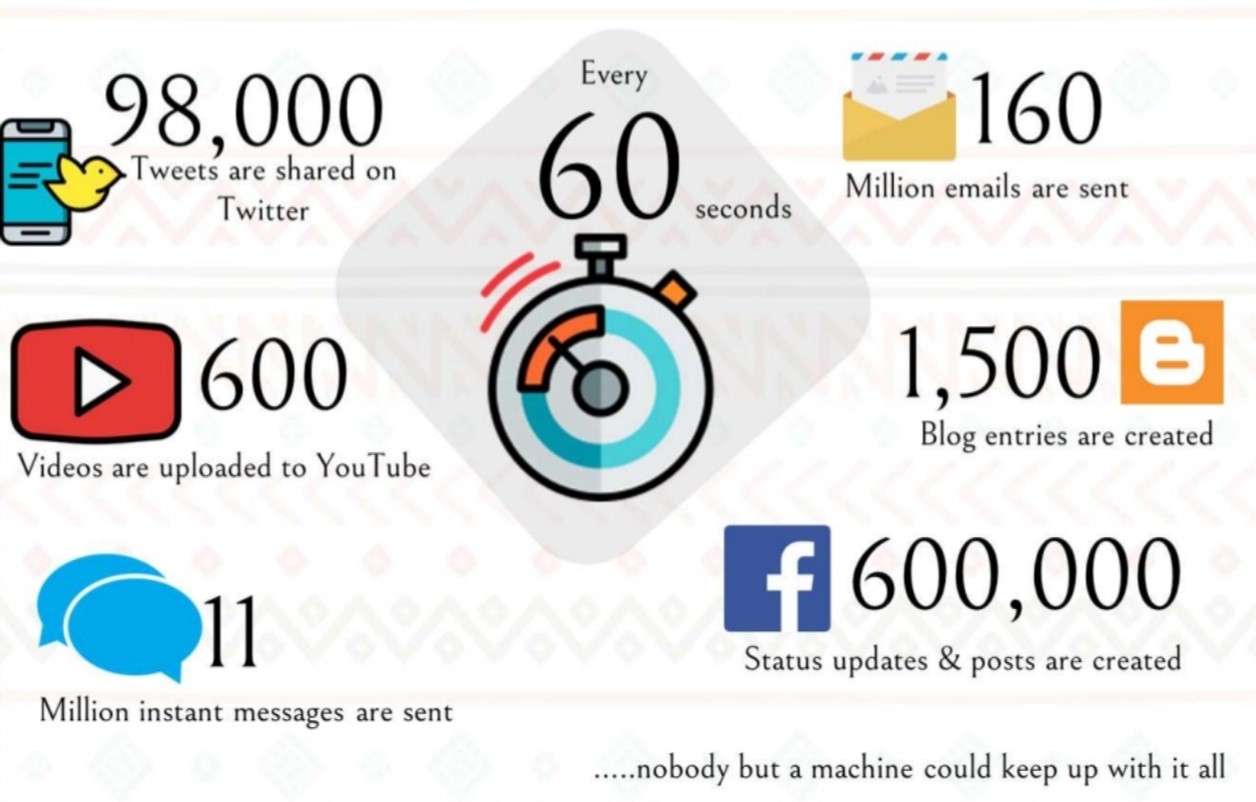 Every
60
seconds
98,000
Tweets are shared on
Twitter
160
Million emails are sent
600
Videos are uploaded to YouTube
1,500
Blog entries are created
11
Million instant messages are sent
600,000
Status updates & posts are created
.....nobody but a machine could keep up with it all